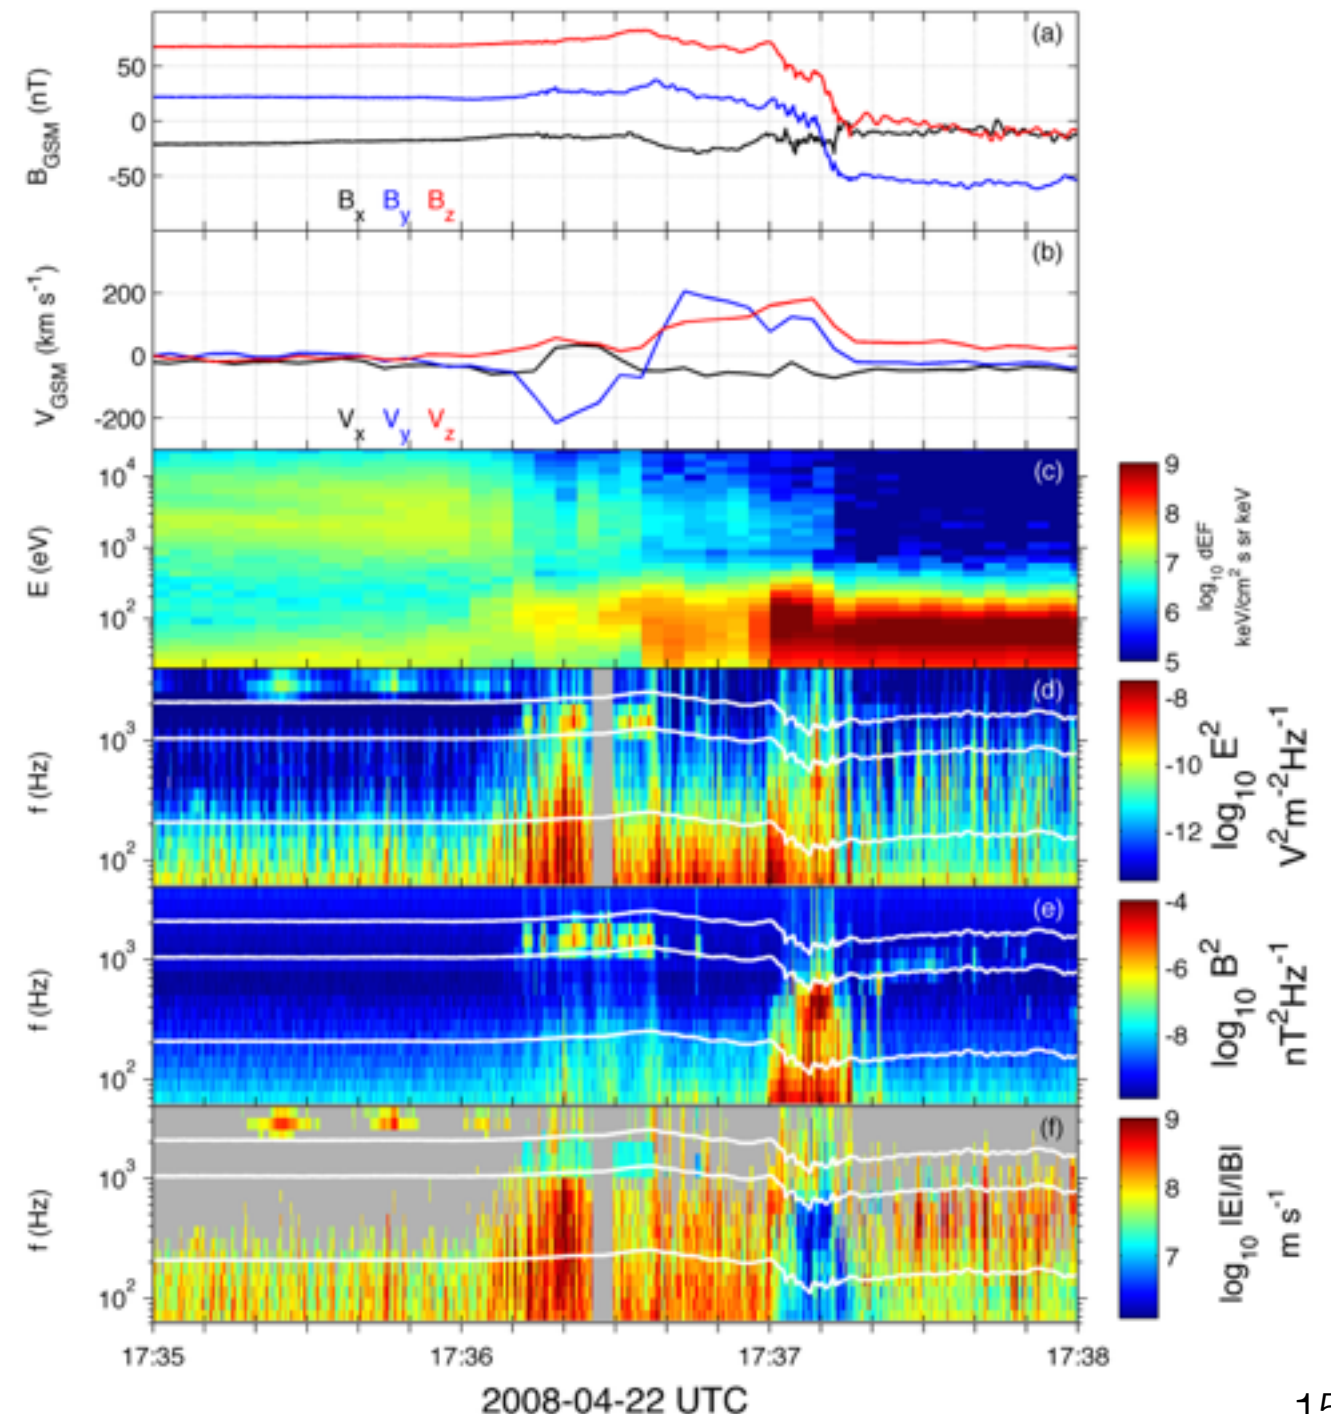 (a)
50
0
-50
B_GSM (nT)
B_x B_y B_z
(b)
200
0
-200
V_GSM (km s^-1)
V_x V_y V_z
(c)
10^4
10^3
10^2
E (eV)
9
8
7
6
5
log_10 dEF
keV/cm^2 s sr keV
(d)
10^3
10^2
f (Hz)
-8
-10
-12
log_10 E^2
V^2m^-2Hz^-1
(e)
10^3
10^2
f (Hz)
-4
-6
-8
log_10 B^2
nT^2Hz^-1
(f)
10^3
10^2
f (Hz)
9
8
7
log_10 |E|/|B|
m s^-1
17:35 17:36 17:37 17:38
2008-04-22 UTC
15